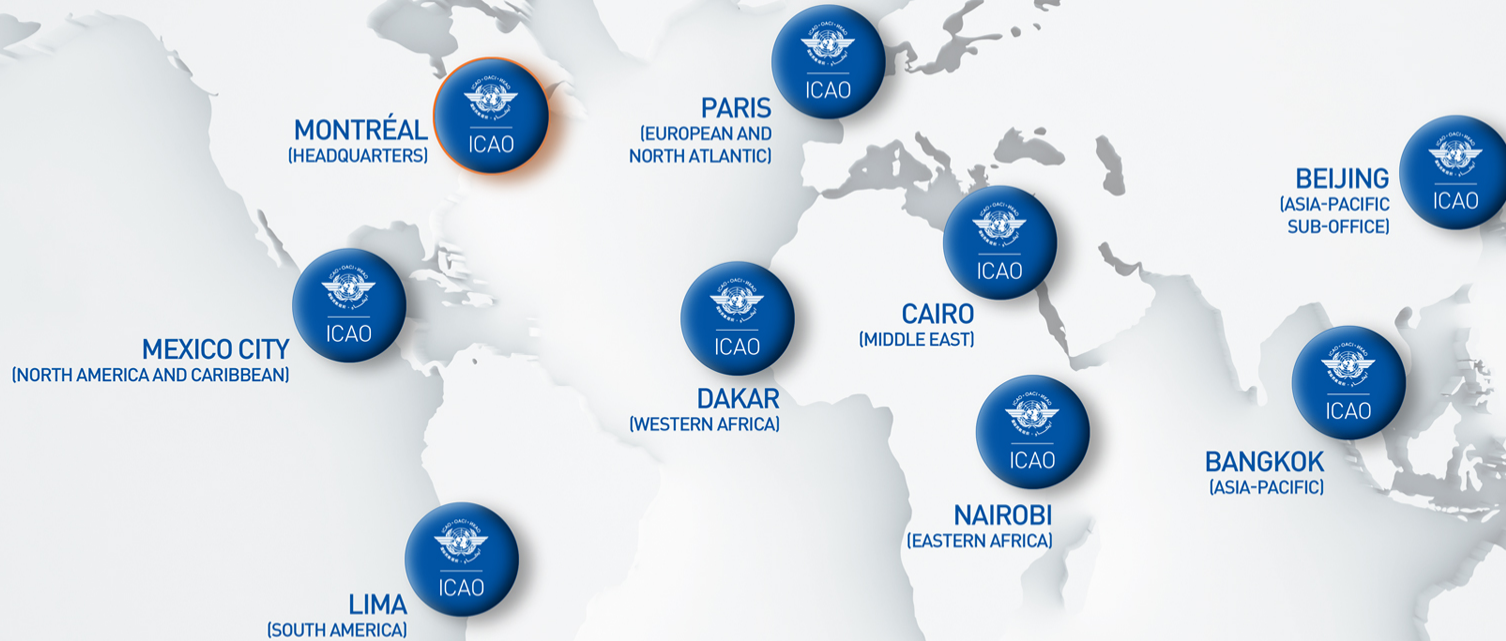 ICAO
MONTRÉAL
(HEADQUARTERS)
ICAO
PARIS
(EUROPEAN AND
NORTH ATLANTIC)
ICAO
BEIJING
(ASIA-PACIFIC
SUB-OFFICE)
ICAO
MEXICO CITY
(NORTH AMERICA AND CARIBBEAN)
ICAO
DAKAR
(WESTERN AFRICA)
ICAO
CAIRO
(MIDDLE EAST)
ICAO
NAIROBI
(EASTERN AFRICA)
ICAO
BANGKOK
(ASIA-PACIFIC)
ICAO
LIMA
(SOUTH AMERICA)